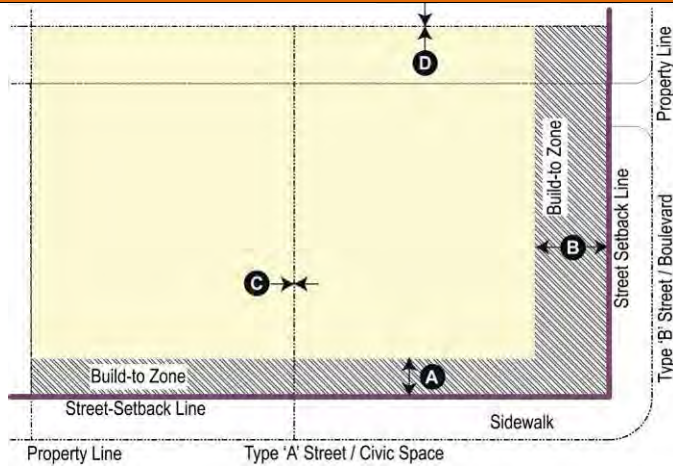 D
Property Line
Build-to Zone
B
Street Setback Line
Type 'B' Street / Boulevard
C
Build-to Zone
A
Street-Setback Line
Sidewalk
Property Line
Type 'A' Street / Civic Space